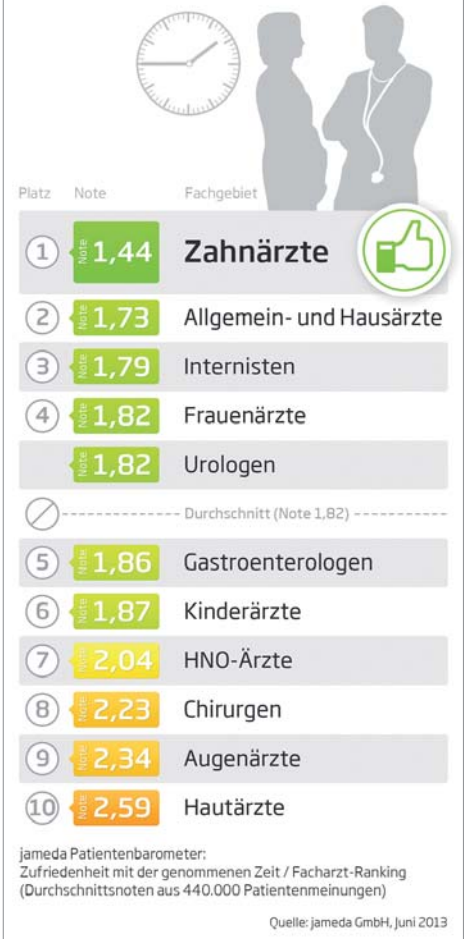 Platz Note Fachgebiet
1 Note 1,44 Zahnärzte
2 Note 1,73 Allgemein- und Hausärzte
3 Note 1,79 Internisten
4 Note 1,82 Frauenärzte
Note 1,82 Urologen
Durchschnitt (Note 1,82)
5 Note 1,86 Gastroenterologen
6 Note 1,87 Kinderärzte
7 Note 2,04 HNO-Ärzte
8 Note 2,23 Chirurgen
9 Note 2,34 Augenärzte
10 Note 2,59 Hautärzte
jameda Patientenbarometer:
Zufriedenheit mit der genommenen Zeit / Facharzt-Ranking
(Durchschnittsnoten aus 440.000 Patientenmeinungen)
Quelle: jameda GmbH, Juni 2013